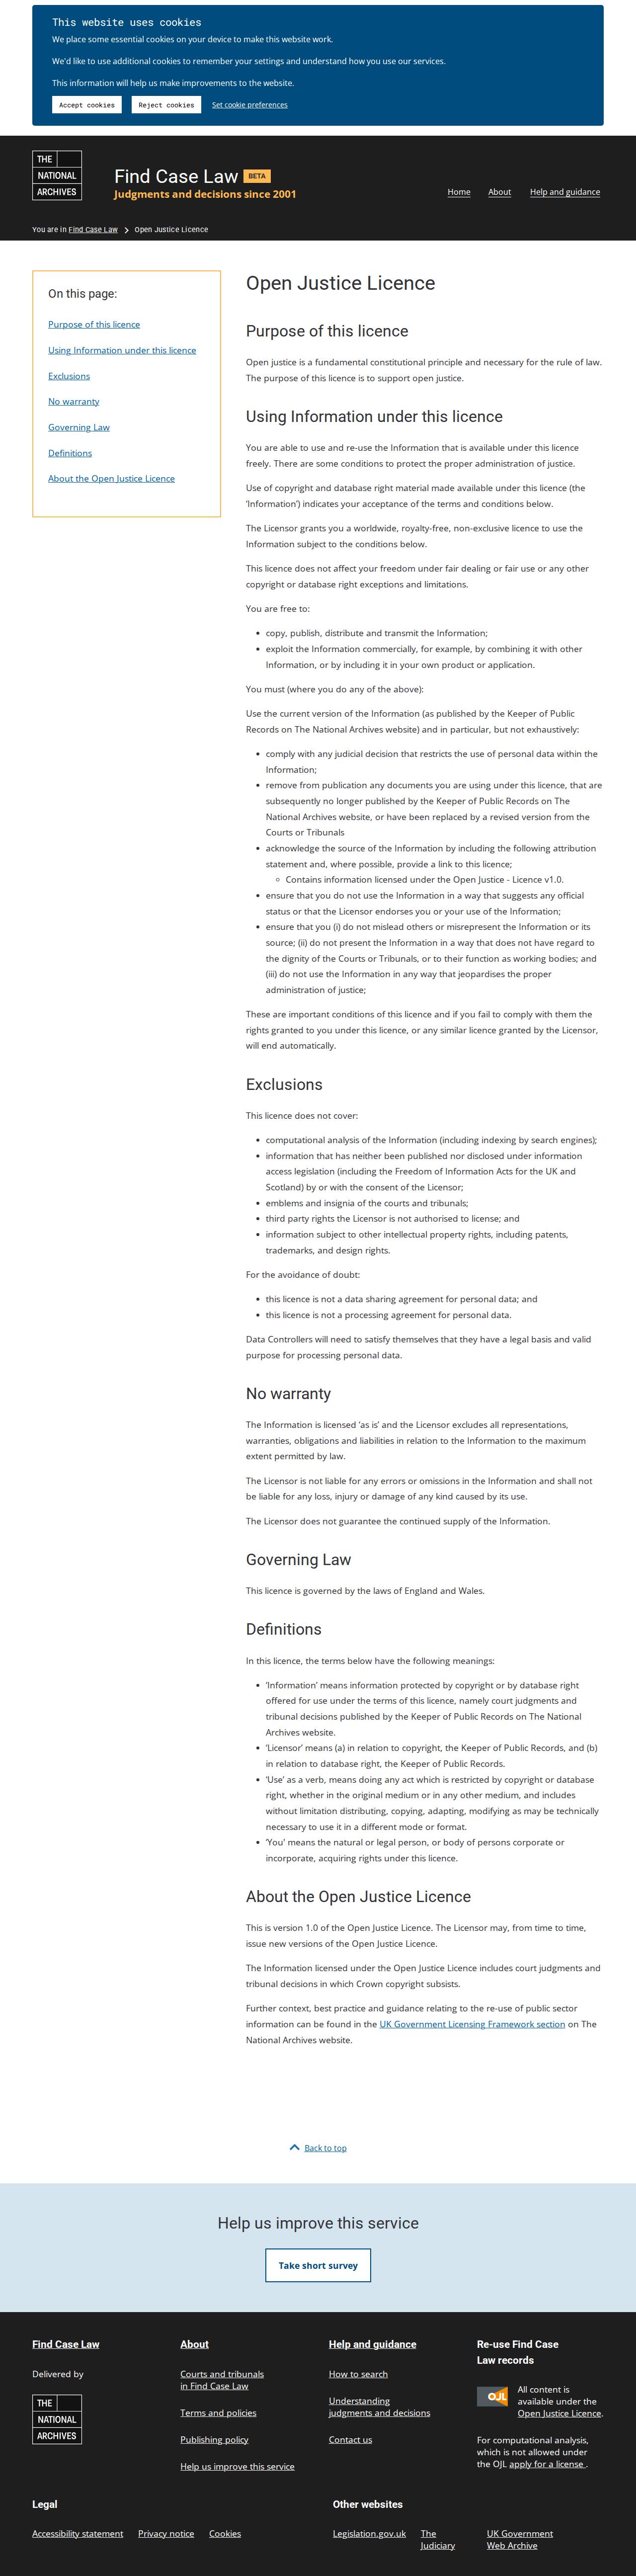 This website uses cookies
We place some essential cookies on your device to make this website work.
We'd like to use additional cookies to remember your settings and understand how you use our services.
This information will help us make improvements to the website.
Accept cookies
Reject cookies
Set cookie preferences
THE
NATIONAL
ARCHIVES
Find Case Law BETA
Judgments and decisions since 2001
Home
About
Help and guidance
You are in Find Case Law
Open Justice Licence
On this page:
Purpose of this licence
Using Information under this licence
Exclusions
No warranty
Governing Law
Definitions
About the Open Justice Licence
Open Justice Licence
Purpose of this licence
Open justice is a fundamental constitutional principle and necessary for the rule of law.
The purpose of this licence is to support open justice.
Using Information under this licence
You are able to use and re-use the Information that is available under this licence
freely. There are some conditions to protect the proper administration of justice.
Use of copyright and database right material made available under this licence (the
‘Information’) indicates your acceptance of the terms and conditions below.
The Licensor grants you a worldwide, royalty-free, non-exclusive licence to use the
Information subject to the conditions below.
This licence does not affect your freedom under fair dealing or fair use or any other
copyright or database right exceptions and limitations.
You are free to:
• copy, publish, distribute and transmit the Information;
• exploit the Information commercially, for example, by combining it with other
Information, or by including it in your own product or application.
You must (where you do any of the above):
Use the current version of the Information (as published by the Keeper of Public
Records on The National Archives website) and in particular, but not exhaustively:
• comply with any judicial decision that restricts the use of personal data within the
Information;
• remove from publication any documents you are using under this licence, that are
subsequently no longer published by the Keeper of Public Records on The
National Archives website, or have been replaced by a revised version from the
Courts or Tribunals
• acknowledge the source of the Information by including the following attribution
statement and, where possible, provide a link to this licence;
◦ Contains information licensed under the Open Justice - Licence v1.0.
• ensure that you do not use the Information in a way that suggests any official
status or that the Licensor endorses you or your use of the Information;
• ensure that you (i) do not mislead others or misrepresent the Information or its
source; (ii) do not present the Information in a way that does not have regard to
the dignity of the Courts or Tribunals, or to their function as working bodies; and
(iii) do not use the Information in any way that jeopardises the proper
administration of justice;
These are important conditions of this licence and if you fail to comply with them the
rights granted to you under this licence, or any similar licence granted by the Licensor,
will end automatically.
Exclusions
This licence does not cover:
• computational analysis of the Information (including indexing by search engines);
• information that has neither been published nor disclosed under information
access legislation (including the Freedom of Information Acts for the UK and
Scotland) by or with the consent of the Licensor;
• emblems and insignia of the courts and tribunals;
• third party rights the Licensor is not authorised to license; and
• information subject to other intellectual property rights, including patents,
trademarks, and design rights.
For the avoidance of doubt:
• this licence is not a data sharing agreement for personal data; and
• this licence is not a processing agreement for personal data.
Data Controllers will need to satisfy themselves that they have a legal basis and valid
purpose for processing personal data.
No warranty
The Information is licensed ‘as is’ and the Licensor excludes all representations,
warranties, obligations and liabilities in relation to the Information to the maximum
extent permitted by law.
The Licensor is not liable for any errors or omissions in the Information and shall not
be liable for any loss, injury or damage of any kind caused by its use.
The Licensor does not guarantee the continued supply of the Information.
Governing Law
This licence is governed by the laws of England and Wales.
Definitions
In this licence, the terms below have the following meanings:
• ‘Information’ means information protected by copyright or by database right
offered for use under the terms of this licence, namely court judgments and
tribunal decisions published by the Keeper of Public Records on The National
Archives website.
• ‘Licensor’ means (a) in relation to copyright, the Keeper of Public Records, and (b)
in relation to database right, the Keeper of Public Records.
• ‘Use’ as a verb, means doing any act which is restricted by copyright or database
right, whether in the original medium or in any other medium, and includes
without limitation distributing, copying, adapting, modifying as may be technically
necessary to use it in a different mode or format.
• ‘You’ means the natural or legal person, or body of persons corporate or
incorporate, acquiring rights under this licence.
About the Open Justice Licence
This is version 1.0 of the Open Justice Licence. The Licensor may, from time to time,
issue new versions of the Open Justice Licence.
The Information licensed under the Open Justice Licence includes court judgments and
tribunal decisions in which Crown copyright subsists.
Further context, best practice and guidance relating to the re-use of public sector
information can be found in the UK Government Licensing Framework section on The
National Archives website.
Back to top
Help us improve this service
Take short survey
Find Case Law
Delivered by
THE
NATIONAL
ARCHIVES
About
Courts and tribunals
in Find Case Law
Terms and policies
Publishing policy
Help us improve this service
Help and guidance
How to search
Understanding
judgments and decisions
Contact us
Re-use Find Case
Law records
OJL
All content is
available under the
Open Justice Licence.
For computational analysis,
which is not allowed under
the OJL apply for a license .
Legal
Accessibility statement
Privacy notice
Cookies
Other websites
Legislation.gov.uk
The
Judiciary
UK Government
Web Archive